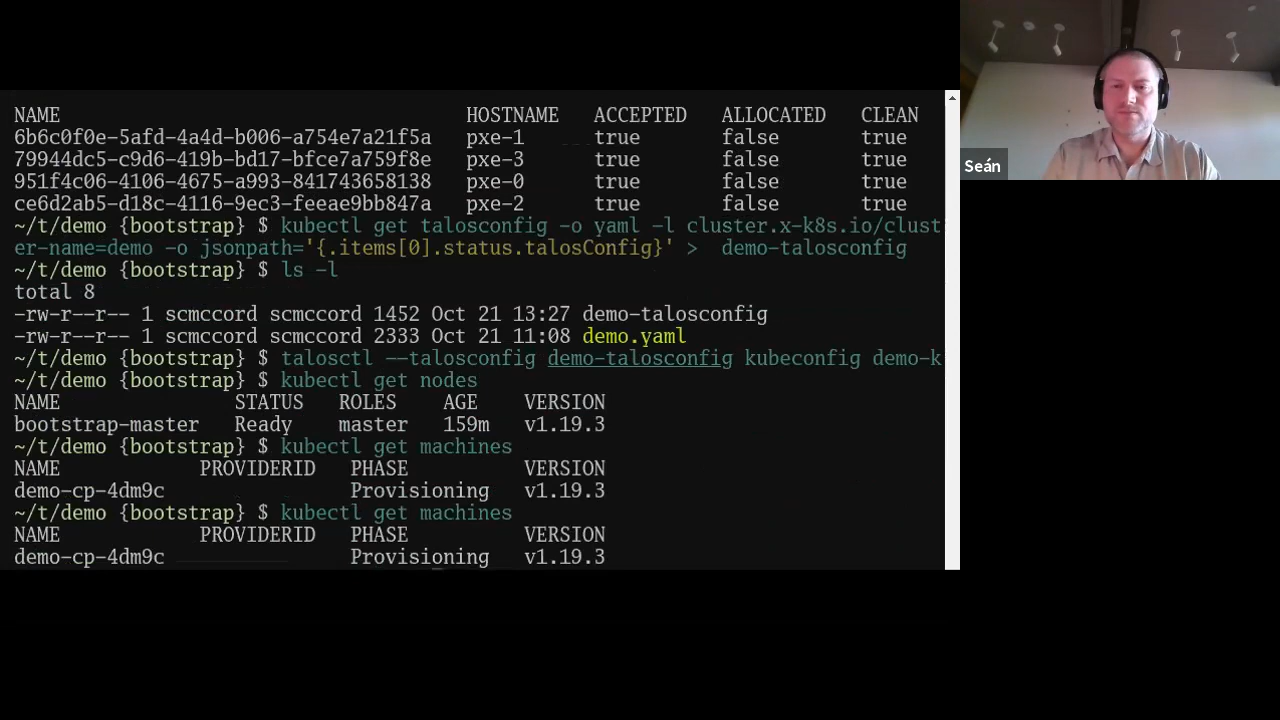 NAME HOSTNAME ACCEPTED ALLOCATED CLEAN
6b6c0f0e-5afd-4a4d-b006-a754e7a21f5a pxe-1 true false true
79944dc5-c9d6-419b-bd17-bfce7a759f8e pxe-3 true false true
951f4c06-4106-4675-a993-841743658138 pxe-0 true false true
ce6d2ab5-d18c-4116-9ec3-feeae9bb847a pxe-2 true false true
~/t/demo {bootstrap} $ kubectl get talosconfig -o yaml -l cluster.x-k8s.io/clust
er-name=demo -o jsonpath='{.items[0].status.talosConfig}' > demo-talosconfig
~/t/demo {bootstrap} $ ls -l
total 8
-rw-r--r-- 1 scmccord scmccord 1452 Oct 21 13:27 demo-talosconfig
-rw-r--r-- 1 scmccord scmccord 2333 Oct 21 11:08 demo.yaml
~/t/demo {bootstrap} $ talosctl --talosconfig demo-talosconfig kubeconfig demo-k
~/t/demo {bootstrap} $ kubectl get nodes
NAME STATUS ROLES AGE VERSION
bootstrap-master Ready master 159m v1.19.3
~/t/demo {bootstrap} $ kubectl get machines
NAME PROVIDERID PHASE VERSION
demo-cp-4dm9c Provisioning v1.19.3
~/t/demo {bootstrap} $ kubectl get machines
NAME PROVIDERID PHASE VERSION
demo-cp-4dm9c Provisioning v1.19.3
Seán